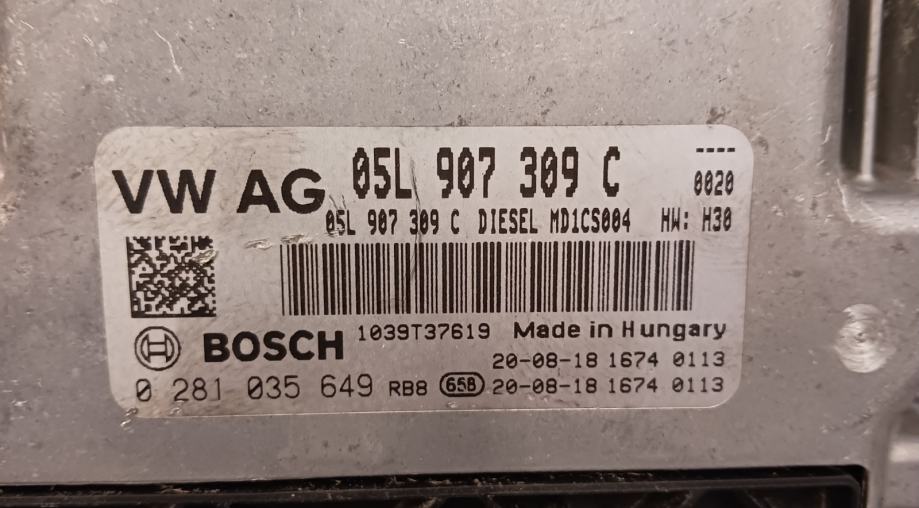 VW AG 05L 907 309 C ----
0020
05L 907 309 C DIESEL MD1CS004 HW: H30
BOSCH 1039T37619 Made in Hungary
20-08-18 1674 0113
0 281 035 649 RB8 65B 20-08-18 1674 0113